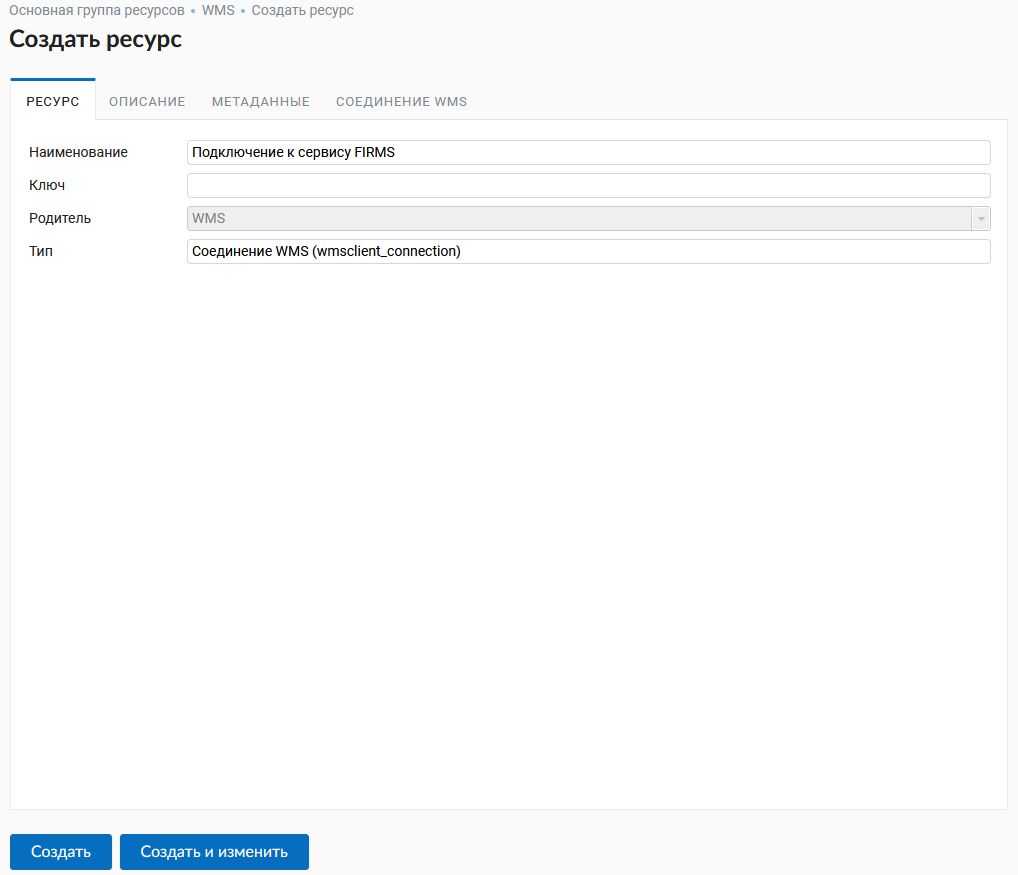 Основная группа ресурсов • WMS • Создать ресурс
Создать ресурс
РЕСУРС ОПИСАНИЕ МЕТАДАННЫЕ СОЕДИНЕНИЕ WMS
Наименование Подключение к сервису FIRMS
Ключ
Родитель WMS
Тип Соединение WMS (wmsclient_connection)
Создать Создать и изменить